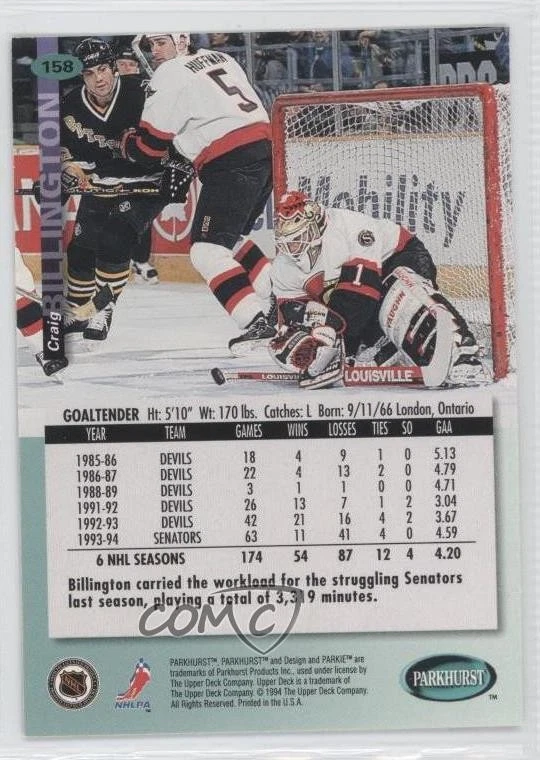 158
Craig BILLINGTON
HUFFMAN
5
Mobility
1
VAUGHN
LOUISVILLE
LOUISVILLE
GOALTENDER Ht: 5'10" Wt: 170 lbs. Catches: L Born: 9/11/66 London, Ontario
YEAR TEAM GAMES WINS LOSSES TIES SO GAA
1985-86 DEVILS 18 4 9 1 0 5.13
1986-87 DEVILS 22 4 13 2 0 4.79
1988-89 DEVILS 3 1 1 0 0 4.71
1991-92 DEVILS 26 13 7 1 2 3.04
1992-93 DEVILS 42 21 16 4 2 3.67
1993-94 SENATORS 63 11 41 4 0 4.59
6 NHL SEASONS 174 54 87 12 4 4.20
Billington carried the workload for the struggling Senators
last season, playing a total of 3,319 minutes.
COMC
PARKHURST™, PARKHURST™ and Design and PARKIE™ are
trademarks of Parkhurst Products Inc., used under license by
The Upper Deck Company. Upper Deck is a trademark of
The Upper Deck Company. © 1994 The Upper Deck Company.
All Rights Reserved. Printed in the U.S.A.
NHL
NHLPA™
PARKHURST™